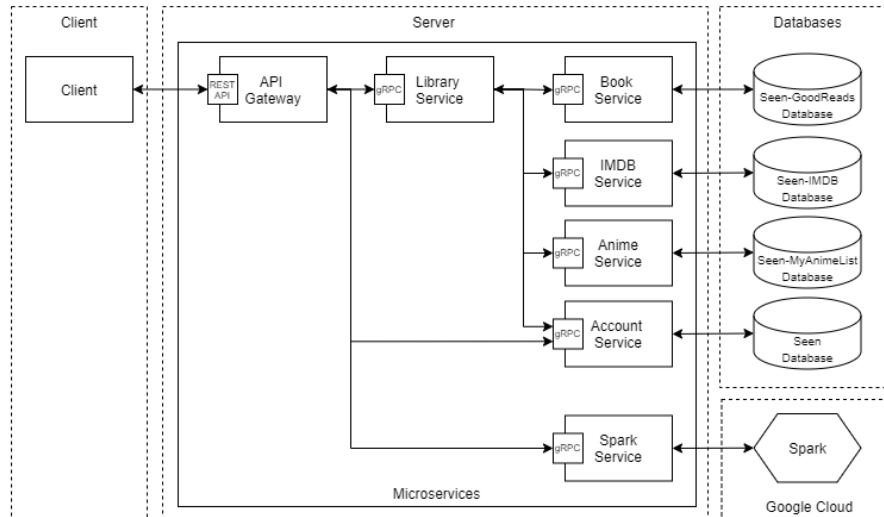 Client
Server
Databases
Client
REST
API
API
Gateway
gRPC
Library
Service
gRPC
Book
Service
Seen-GoodReads
Database
gRPC
IMDB
Service
Seen-IMDB
Database
gRPC
Anime
Service
Seen-MyAnimeList
Database
gRPC
Account
Service
Seen
Database
gRPC
Spark
Service
Spark
Microservices
Google Cloud